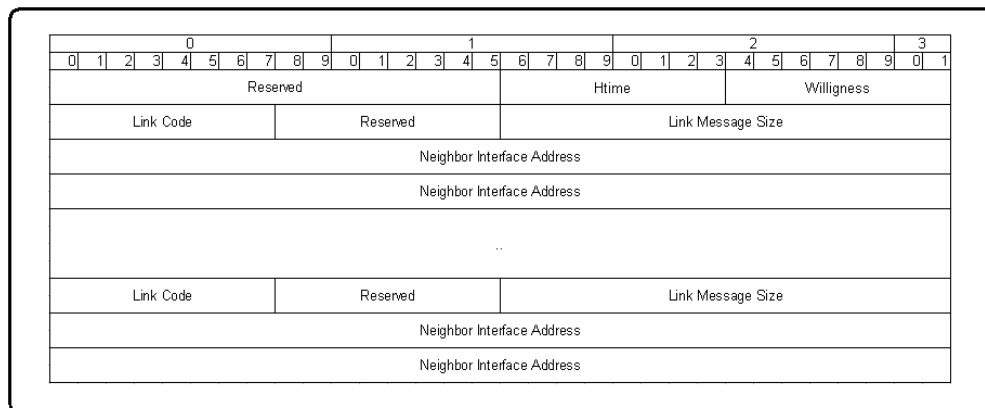 0 1 2 3
0 1 2 3 4 5 6 7 8 9 0 1 2 3 4 5 6 7 8 9 0 1 2 3 4 5 6 7 8 9 0 1
Reserved Htime Willigness
Link Code Reserved Link Message Size
Neighbor Interface Address
Neighbor Interface Address
..
Link Code Reserved Link Message Size
Neighbor Interface Address
Neighbor Interface Address